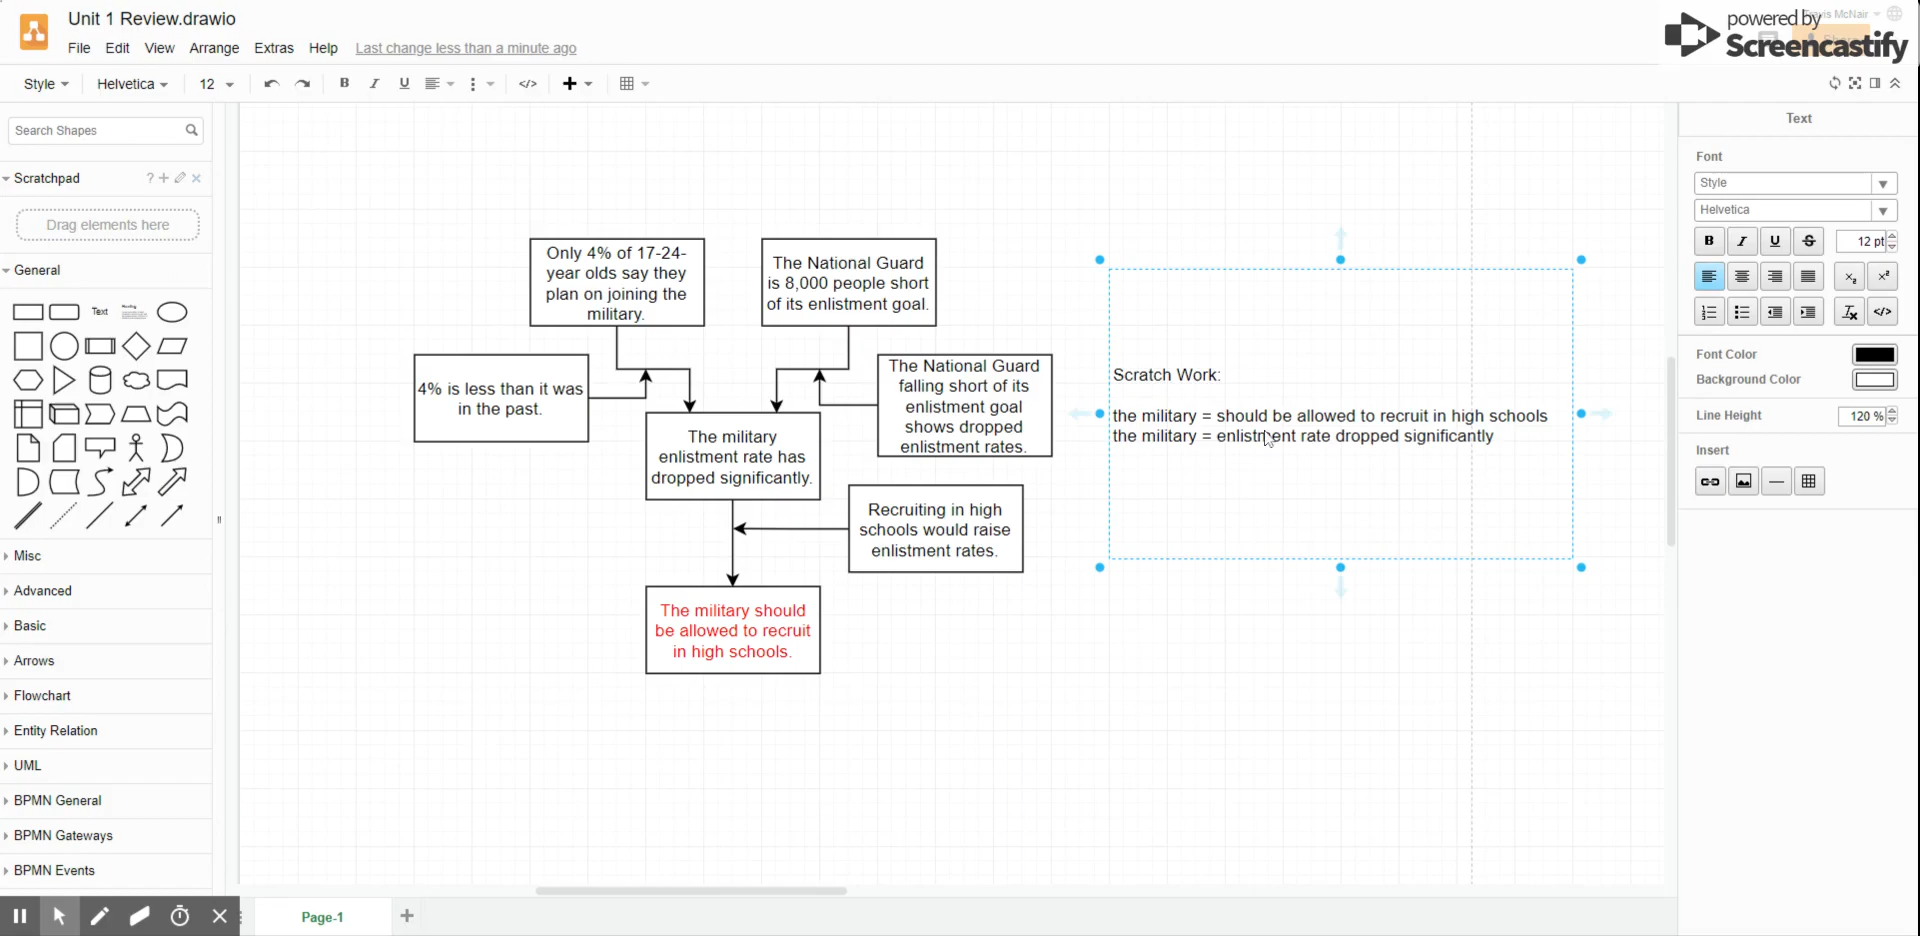 Unit 1 Review.drawio
File Edit View Arrange Extras Help Last change less than a minute ago
powered by
Screencastify
Travis McNair
Style Helvetica 12 B I U </>
Search Shapes
Scratchpad ?
Drag elements here
General
Text
Misc
Advanced
Basic
Arrows
Flowchart
Entity Relation
UML
BPMN General
BPMN Gateways
BPMN Events
Only 4% of 17-24-
year olds say they
plan on joining the
military.
The National Guard
is 8,000 people short
of its enlistment goal.
4% is less than it was
in the past.
The National Guard
falling short of its
enlistment goal
shows dropped
enlistment rates.
The military
enlistment rate has
dropped significantly.
Recruiting in high
schools would raise
enlistment rates.
The military should
be allowed to recruit
in high schools.
Scratch Work:
the military = should be allowed to recruit in high schools
the military = enlistment rate dropped significantly
Text
Font
Style
Helvetica
B I U S 12 pt
Font Color
Background Color
Line Height 120 %
Insert
Page-1